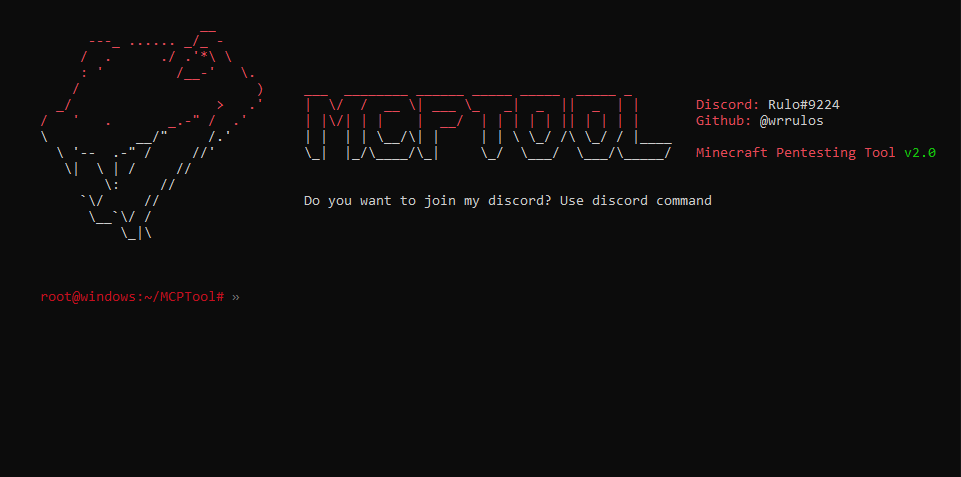 MCPTOOL
Discord: Rulo#9224
Github: @wrrulos
Minecraft Pentesting Tool v2.0
Do you want to join my discord? Use discord command
root@windows:~/MCPTool# »